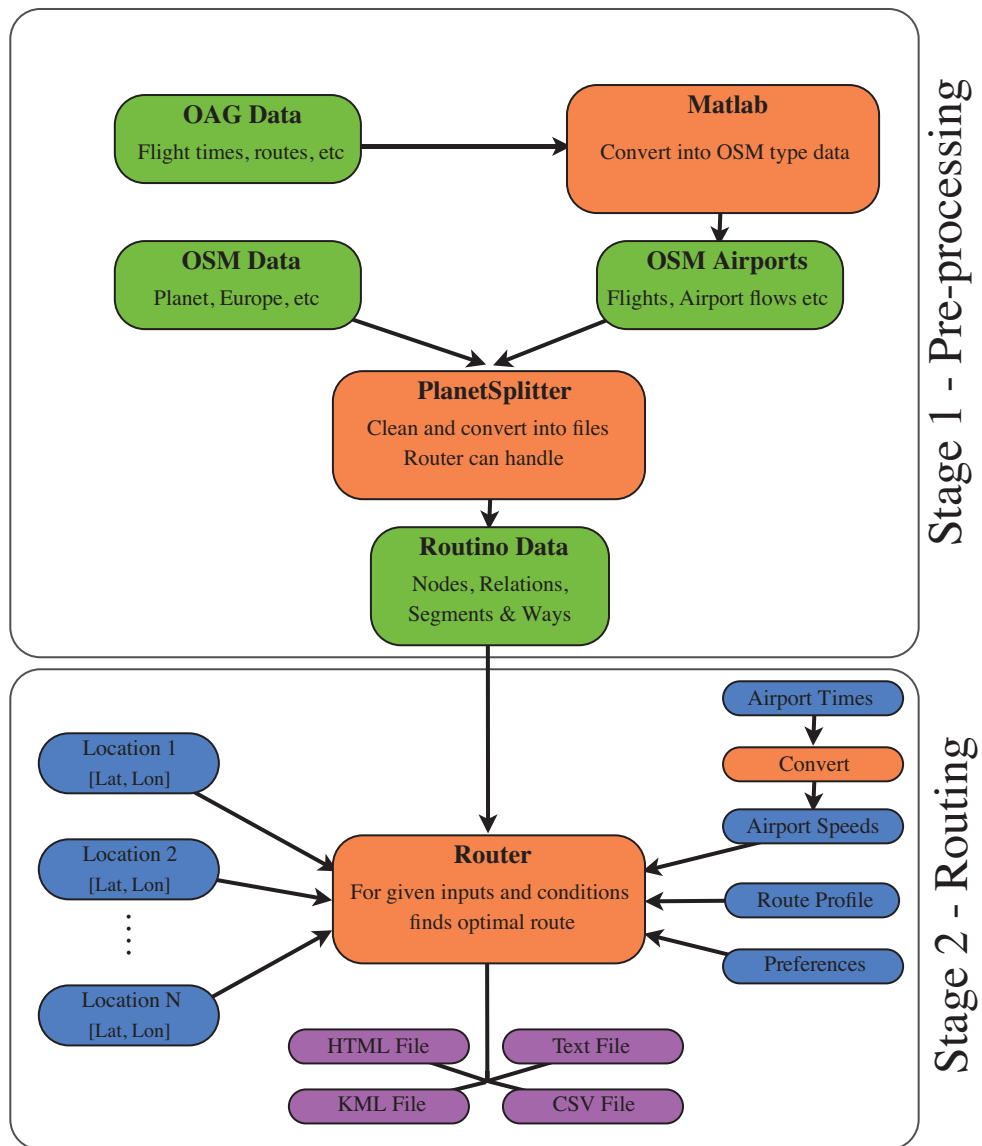 OAG Data
Flight times, routes, etc
Matlab
Convert into OSM type data
OSM Data
Planet, Europe, etc
OSM Airports
Flights, Airport flows etc
PlanetSplitter
Clean and convert into files
Router can handle
Routino Data
Nodes, Relations,
Segments & Ways
Stage 1 - Pre-processing
Location 1
[Lat, Lon]
Location 2
[Lat, Lon]
Location N
[Lat, Lon]
Router
For given inputs and conditions
finds optimal route
Airport Times
Convert
Airport Speeds
Route Profile
Preferences
HTML File
Text File
KML File
CSV File
Stage 2 - Routing